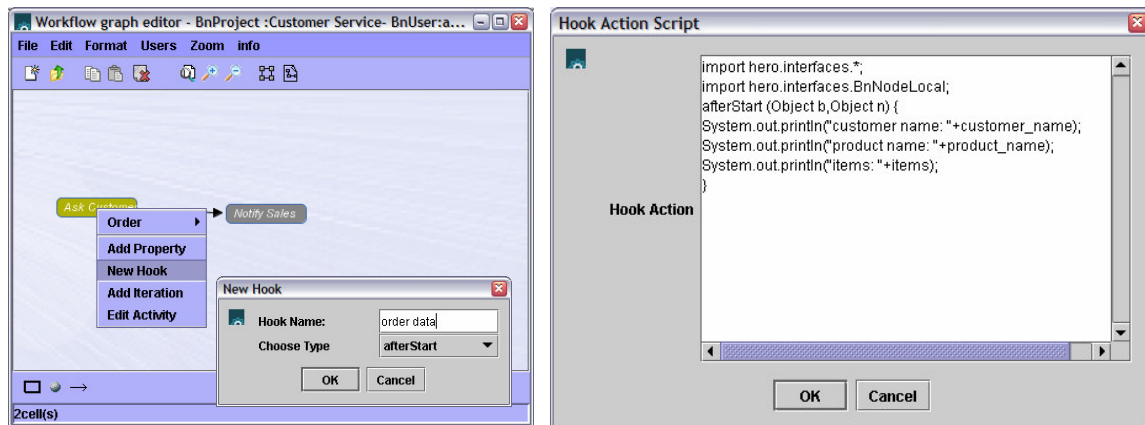 Workflow graph editor - BnProject :Customer Service- BnUser:a...
File Edit Format Users Zoom info
Ask Custome
Notify Sales
Order
Add Property
New Hook
Add Iteration
Edit Activity
New Hook
Hook Name: order data
Choose Type afterStart
OK Cancel
2cell(s)
Hook Action Script
Hook Action
import hero.interfaces.*;
import hero.interfaces.BnNodeLocal;
afterStart (Object b,Object n) {
System.out.println("customer name: "+customer_name);
System.out.println("product name: "+product_name);
System.out.println("items: "+items);
}
OK Cancel